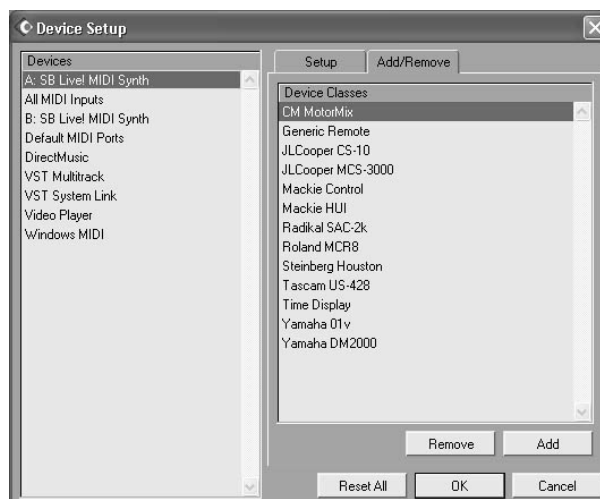 Device Setup
Devices
A: SB Live! MIDI Synth
All MIDI Inputs
B: SB Live! MIDI Synth
Default MIDI Ports
DirectMusic
VST Multitrack
VST System Link
Video Player
Windows MIDI
Setup
Add/Remove
Device Classes
CM MotorMix
Generic Remote
JLCooper CS-10
JLCooper MCS-3000
Mackie Control
Mackie HUI
Radikal SAC-2k
Roland MCR8
Steinberg Houston
Tascam US-428
Time Display
Yamaha 01v
Yamaha DM2000
Remove
Add
Reset All
OK
Cancel